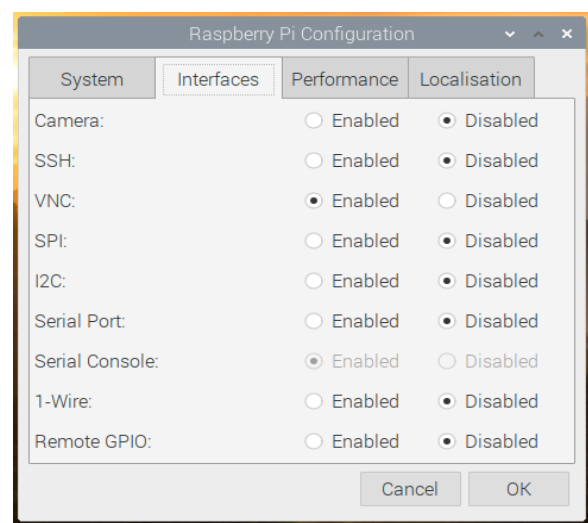 Raspberry Pi Configuration
System Interfaces Performance Localisation
Camera: Enabled Disabled
SSH: Enabled Disabled
VNC: Enabled Disabled
SPI: Enabled Disabled
I2C: Enabled Disabled
Serial Port: Enabled Disabled
Serial Console: Enabled Disabled
1-Wire: Enabled Disabled
Remote GPIO: Enabled Disabled
Cancel OK